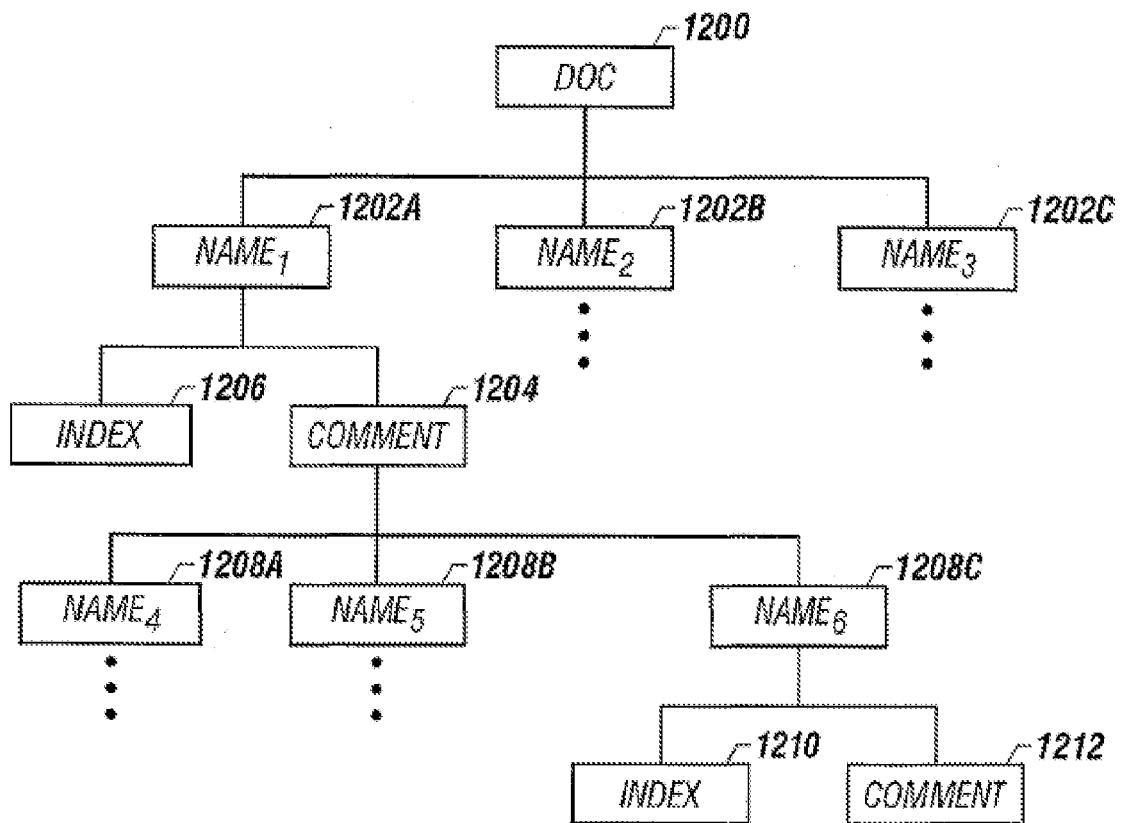 1200
DOC
1202A 1202B 1202C
NAME₁ NAME₂ NAME₃
1206 1204
INDEX COMMENT
1208A 1208B 1208C
NAME₄ NAME₅ NAME₆
1210 1212
INDEX COMMENT